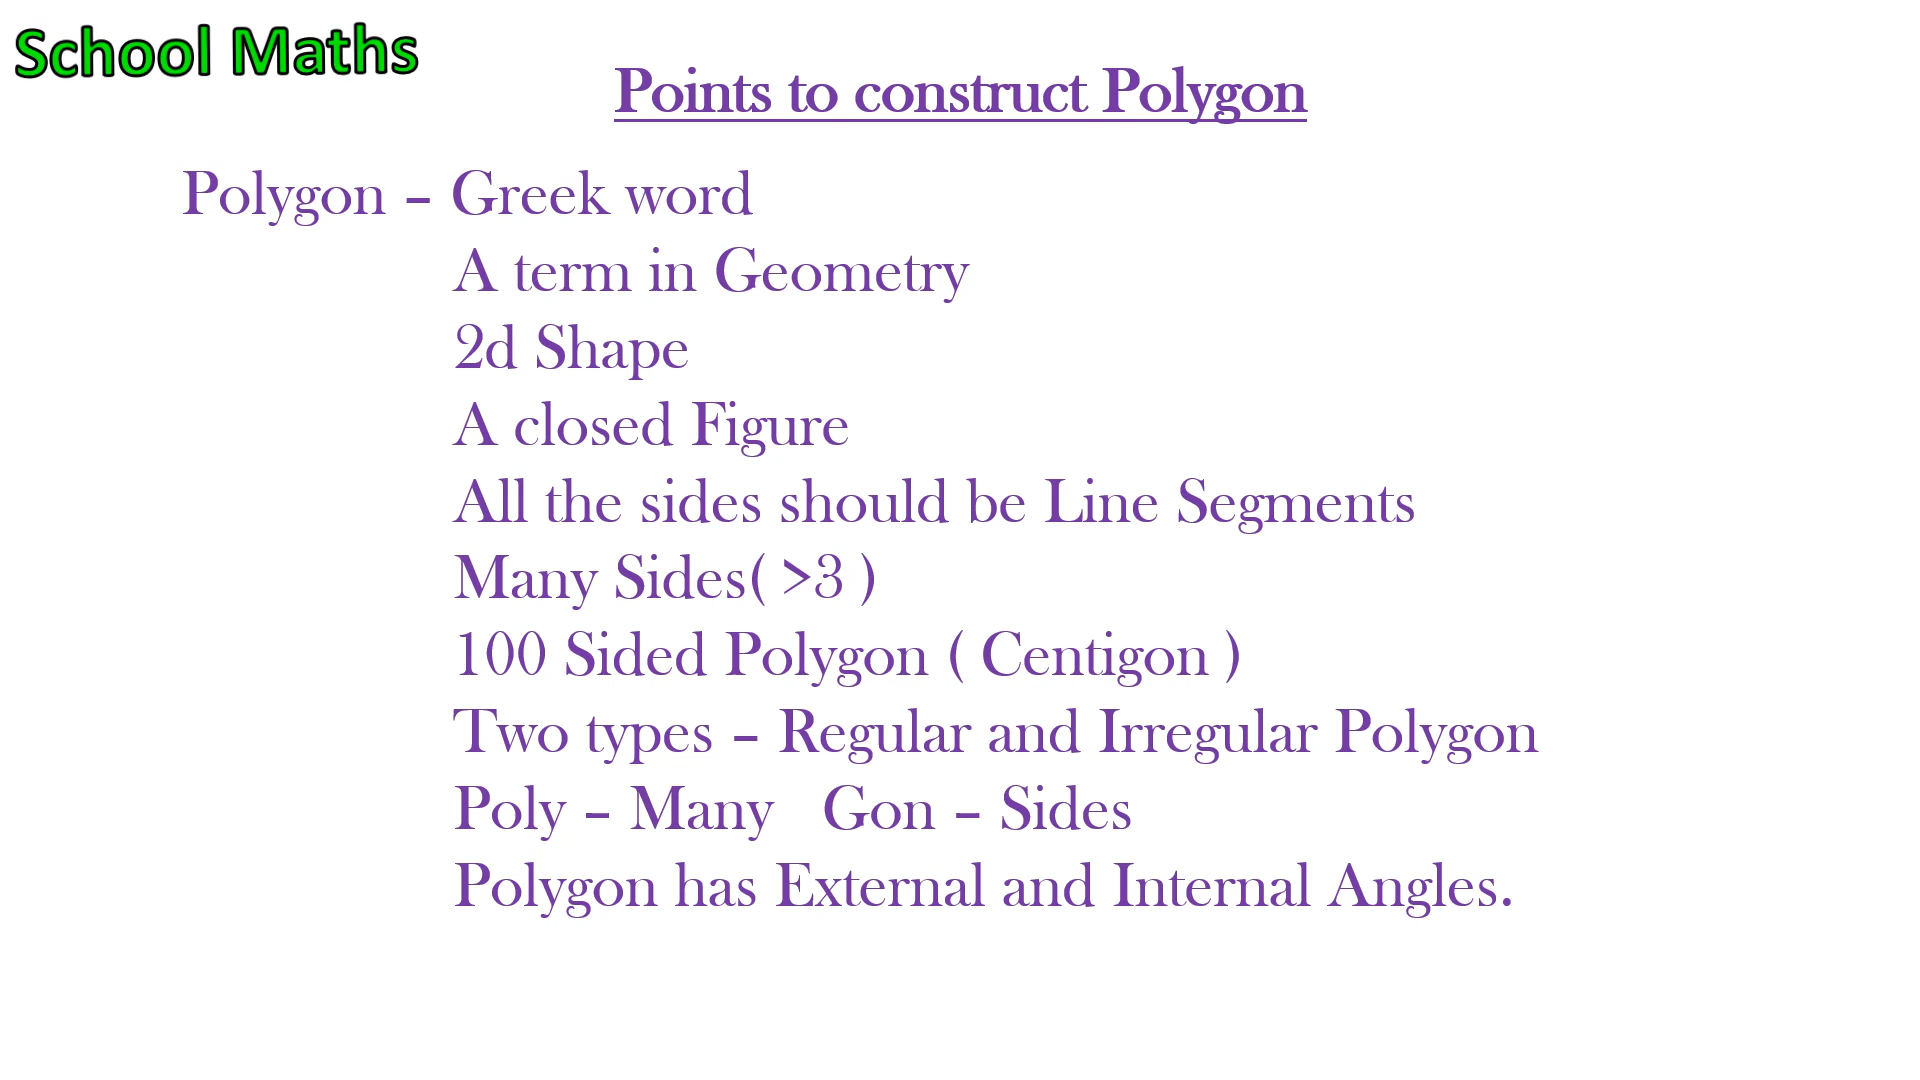 School Maths
Points to construct Polygon
Polygon – Greek word
A term in Geometry
2d Shape
A closed Figure
All the sides should be Line Segments
Many Sides( >3 )
100 Sided Polygon ( Centigon )
Two types – Regular and Irregular Polygon
Poly – Many   Gon – Sides
Polygon has External and Internal Angles.